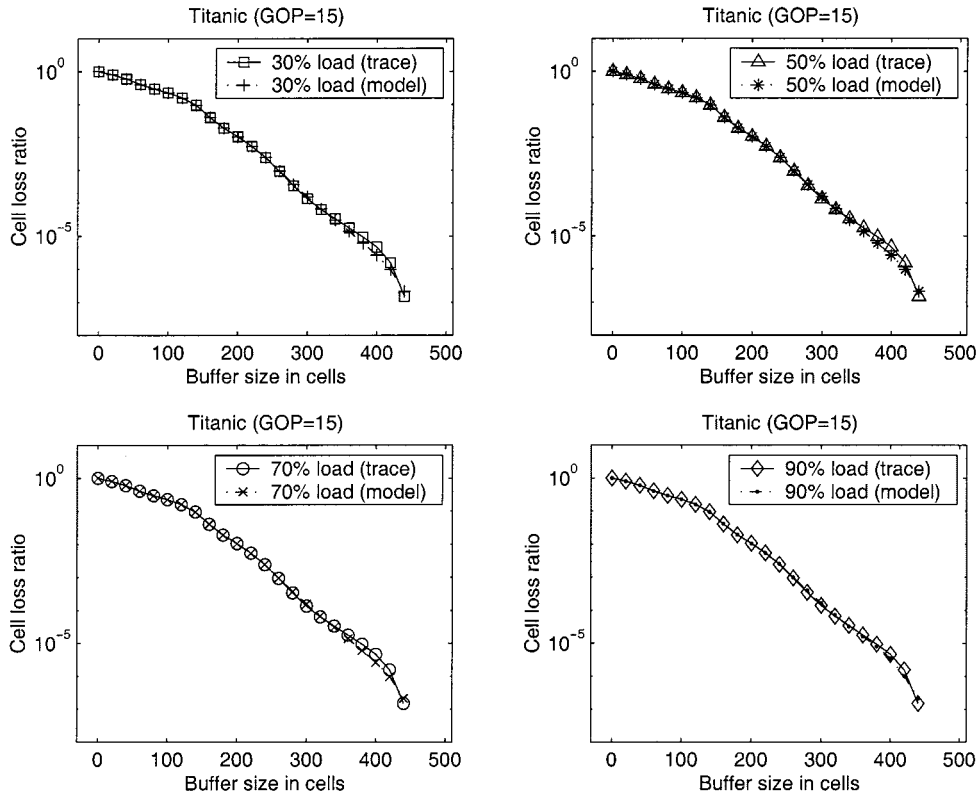 Titanic (GOP=15)
30% load (trace)
30% load (model)
10^0
10^-5
Cell loss ratio
0 100 200 300 400 500
Buffer size in cells
Titanic (GOP=15)
50% load (trace)
50% load (model)
10^0
10^-5
Cell loss ratio
0 100 200 300 400 500
Buffer size in cells
Titanic (GOP=15)
70% load (trace)
70% load (model)
10^0
10^-5
Cell loss ratio
0 100 200 300 400 500
Buffer size in cells
Titanic (GOP=15)
90% load (trace)
90% load (model)
10^0
10^-5
Cell loss ratio
0 100 200 300 400 500
Buffer size in cells